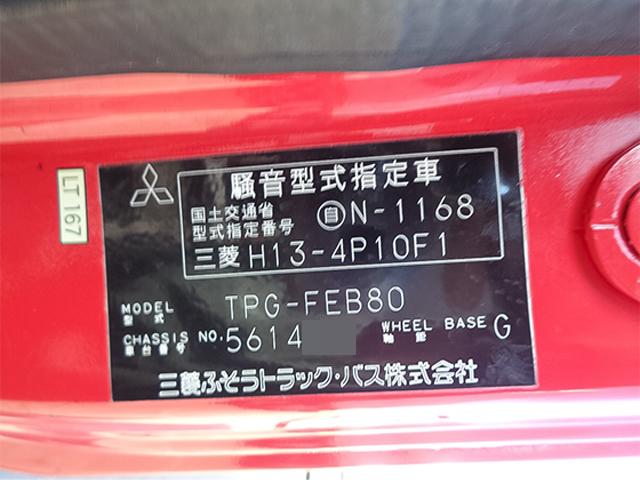 LT167
騒音型式指定車
国土交通省
型式指定番号 自N-1168
三菱 H13-4P10F1
MODEL
型式 TPG-FEB80
CHASSIS NO. 5614
車台番号
WHEEL BASE G
軸距
三菱ふそうトラック・バス株式会社